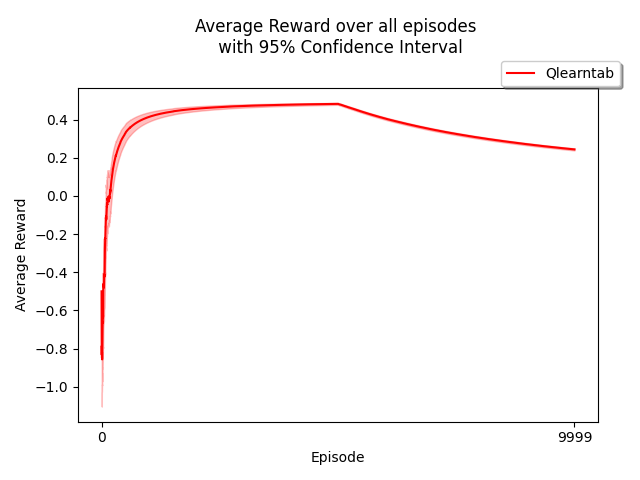 Average Reward over all episodes
with 95% Confidence Interval
Qlearntab
Average Reward
0.4
0.2
0.0
−0.2
−0.4
−0.6
−0.8
−1.0
0
9999
Episode